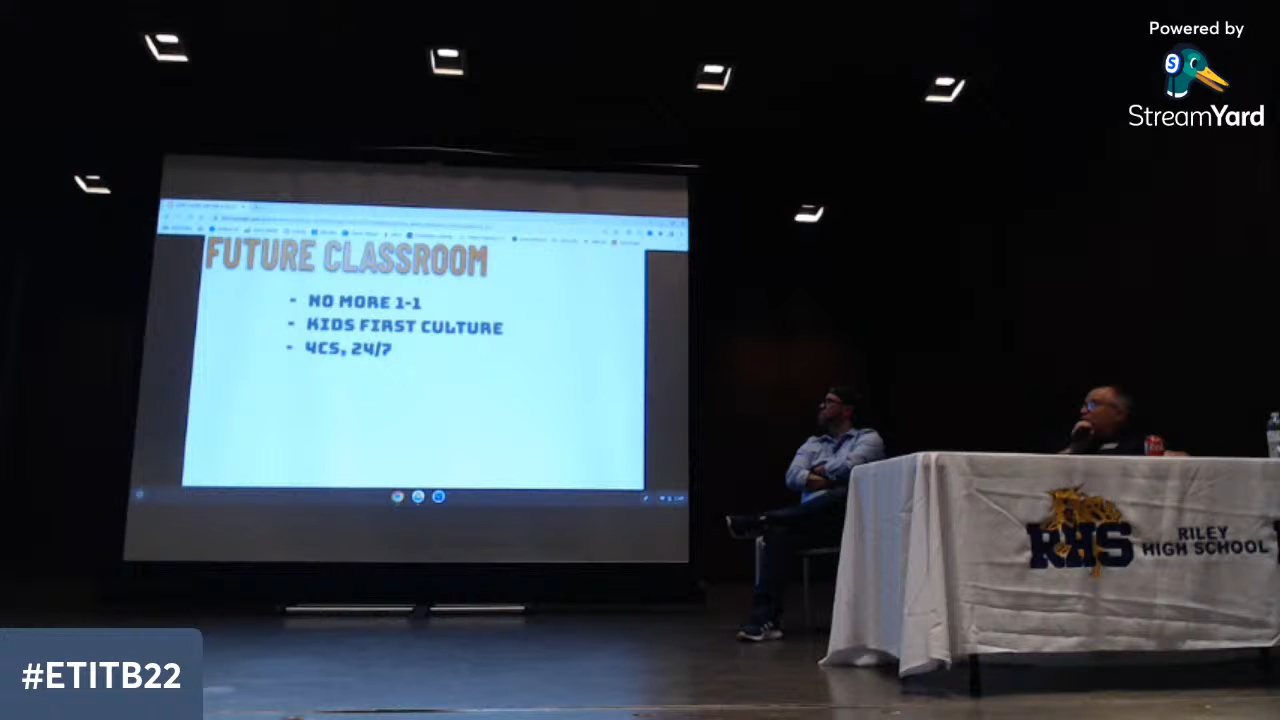 Powered by
StreamYard
FUTURE CLASSROOM
- NO MORE 1-1
- KIDS FIRST CULTURE
- 4CS, 24/7
RHS
RILEY
HIGH SCHOOL
#ETITB22